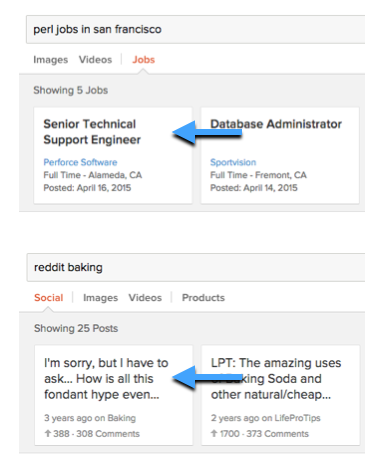 perl jobs in san francisco
Images Videos Jobs
Showing 5 Jobs
Senior Technical
Support Engineer
Perforce Software
Full Time - Alameda, CA
Posted: April 16, 2015
Database Administrator
Sportvision
Full Time - Fremont, CA
Posted: April 14, 2015
reddit baking
Social Images Videos Products
Showing 25 Posts
I'm sorry, but I have to
ask... How is all this
fondant hype even...
3 years ago on Baking
↑ 388 - 308 Comments
LPT: The amazing uses
Soda and
other natural/cheap...
2 years ago on LifeProTips
↑ 1700 - 373 Comments